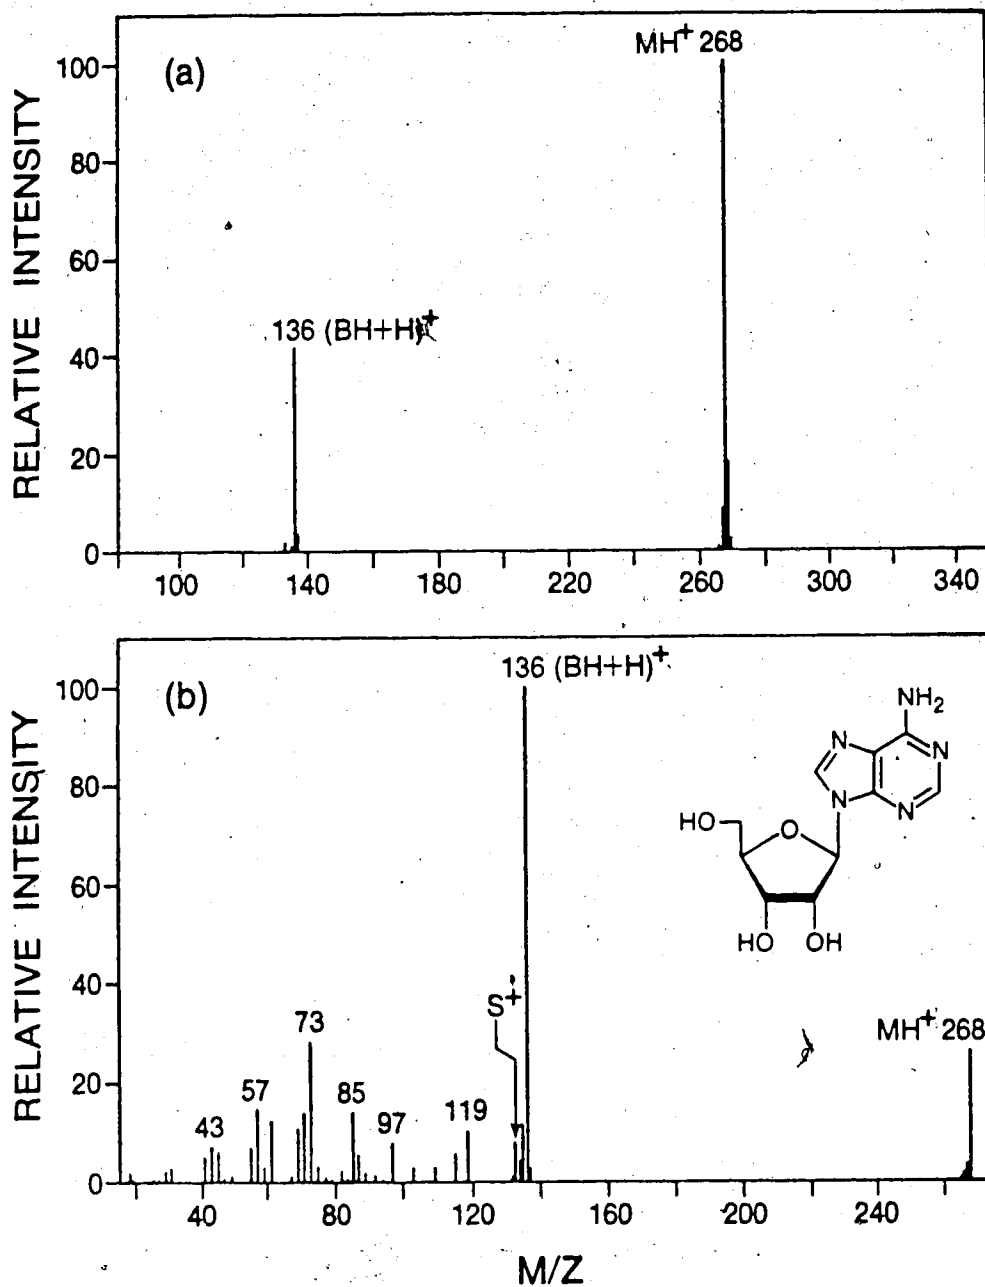 RELATIVE INTENSITY
(a)
MH+ 268
136 (BH+H)+
100
80
60
40
20
0
100
140
180
220
260
300
340
RELATIVE INTENSITY
(b)
136 (BH+H)+
NH2
N
N
N
N
HO
O
HO
OH
S+
MH+ 268
73
57
85
43
97
119
100
80
60
40
20
0
40
80
120
160
200
240
M/Z